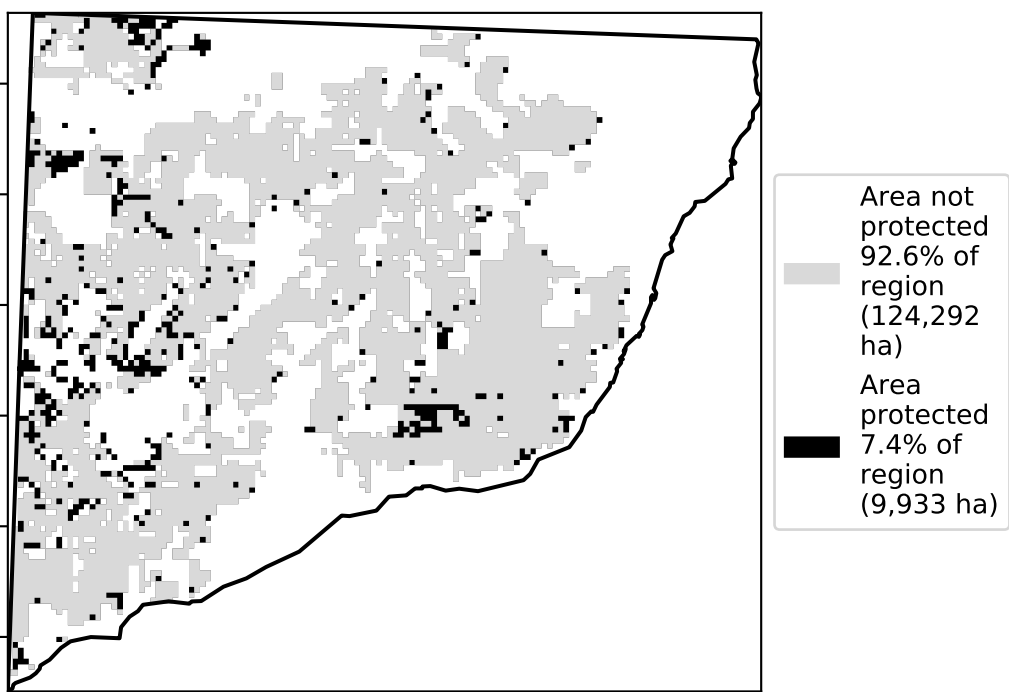 Area not
protected
92.6% of
region
(124,292
ha)
Area
protected
7.4% of
region
(9,933 ha)